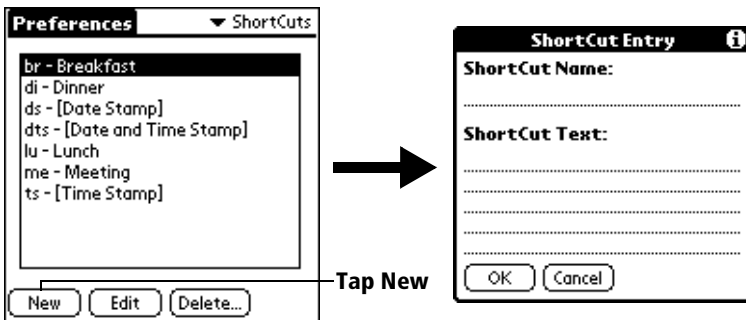 Preferences
ShortCuts
br - Breakfast
di - Dinner
ds - [Date Stamp]
dts - [Date and Time Stamp]
lu - Lunch
me - Meeting
ts - [Time Stamp]
New
Edit
Delete...
Tap New
ShortCut Entry
i
ShortCut Name:
ShortCut Text:
OK
Cancel